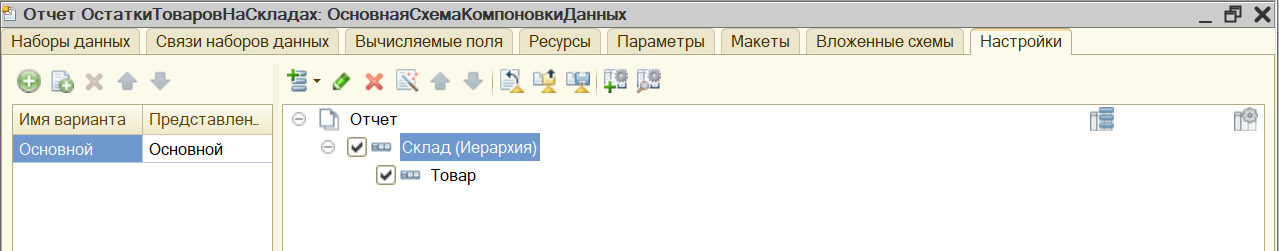 Отчет ОстаткиТоваровНаСкладах: ОсновнаяСхемаКомпоновкиДанных
Наборы данных Связи наборов данных Вычисляемые поля Ресурсы Параметры Макеты Вложенные схемы Настройки
Имя варианта Представлен..
Основной Основной
Отчет
Склад (Иерархия)
Товар